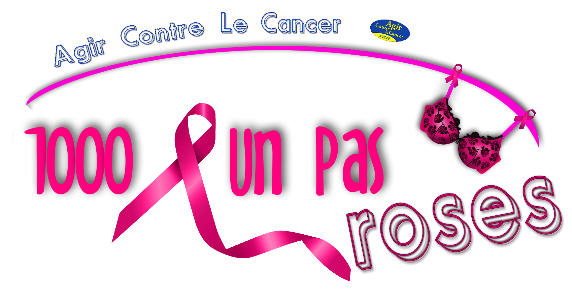 Agir Contre Le Cancer
1000 & un pas
roses